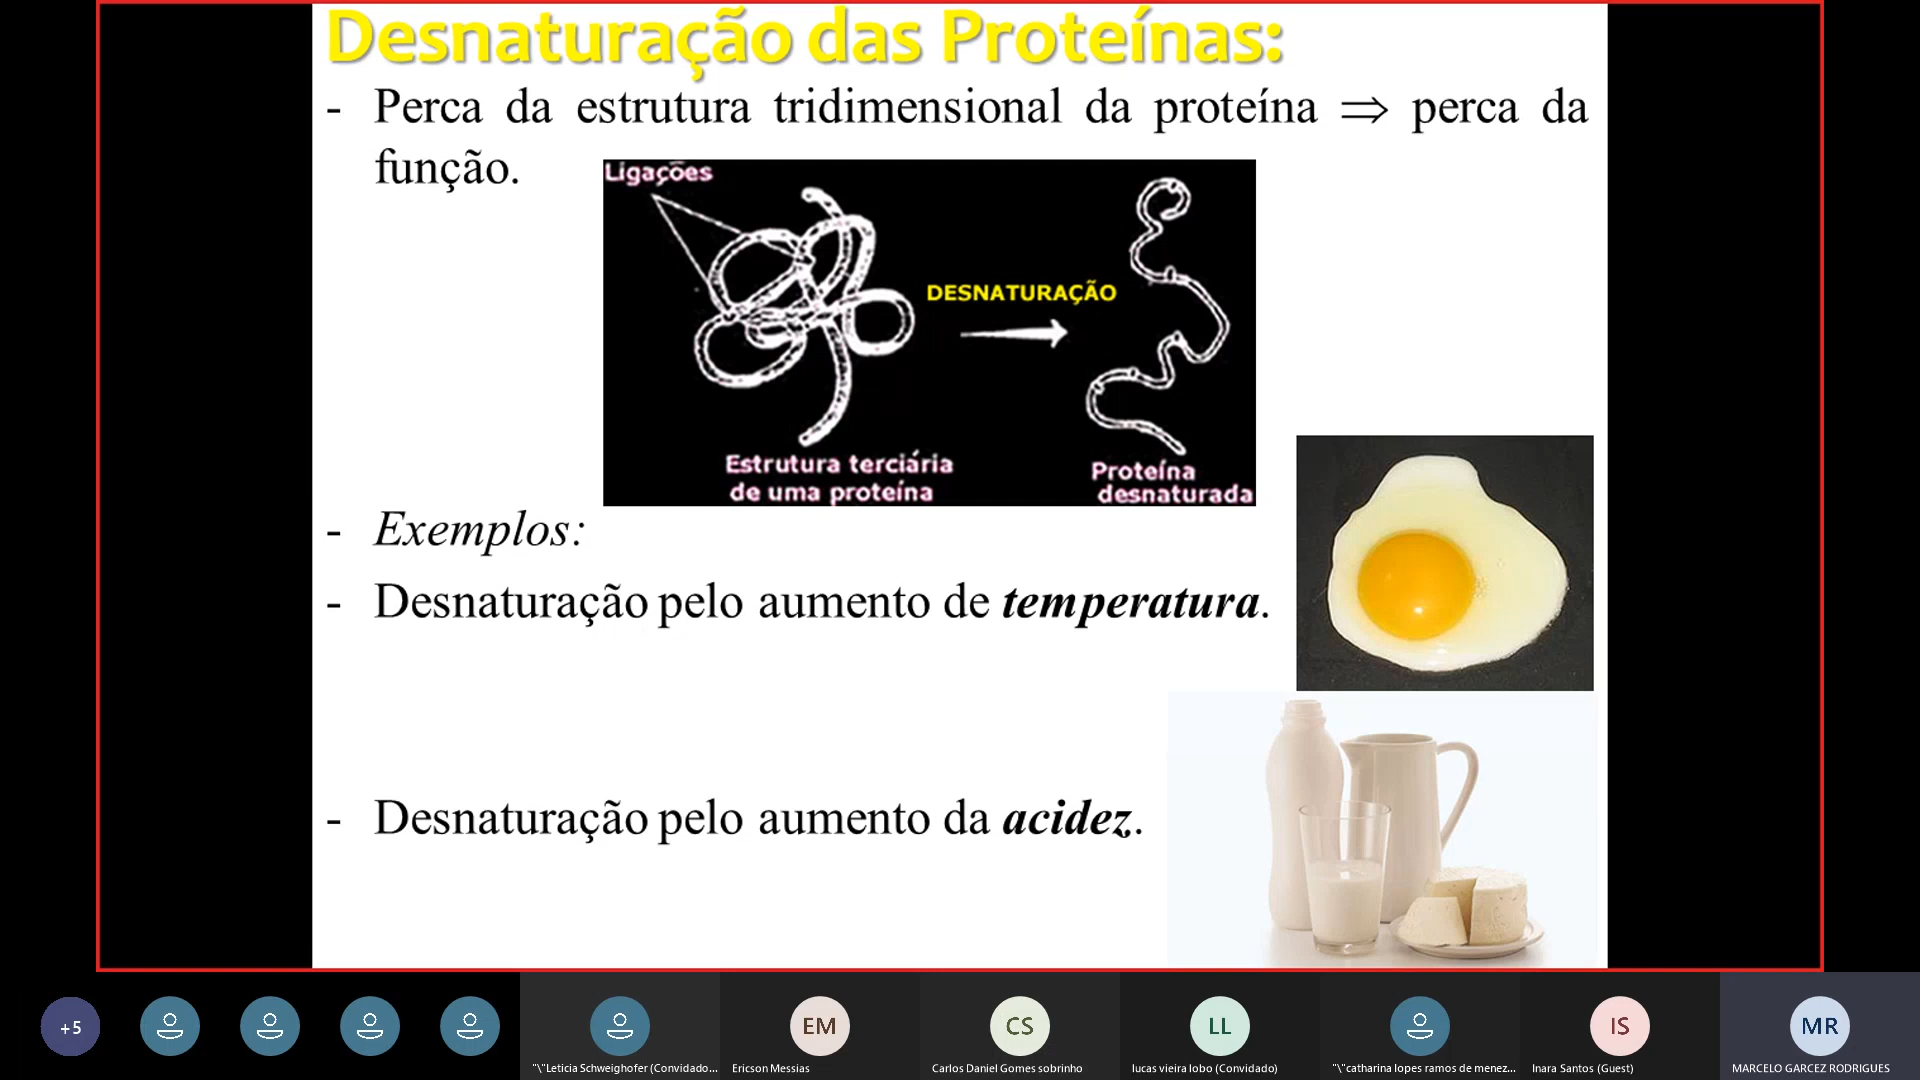 Desnaturação das Proteínas:
- Perca da estrutura tridimensional da proteína ⇒ perca da
função.
Ligações
DESNATURAÇÃO
Estrutura terciária
de uma proteína
Proteína
desnaturada
- Exemplos:
- Desnaturação pelo aumento de temperatura.
- Desnaturação pelo aumento da acidez.
+5
EM
CS
LL
IS
MR
"\"Leticia Schweighofer (Convidado...
Ericson Messias
Carlos Daniel Gomes sobrinho
lucas vieira lobo (Convidado)
"\"catharina lopes ramos de menez...
Inara Santos (Guest)
MARCELO GARCEZ RODRIGUES